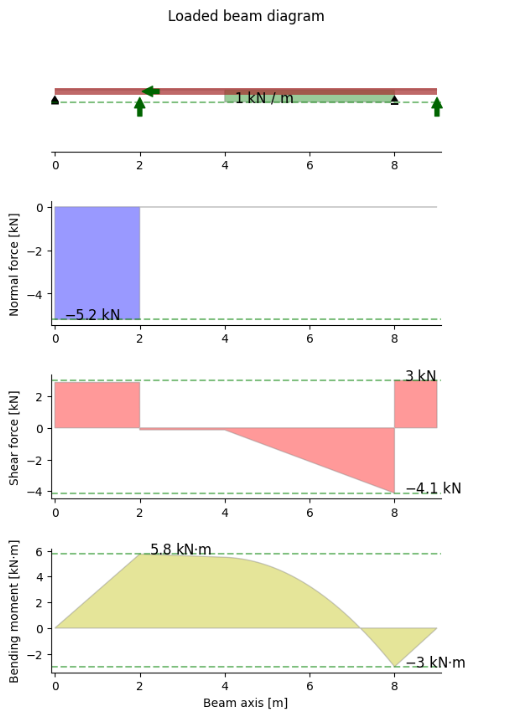 Loaded beam diagram
1 kN / m
0 2 4 6 8
Normal force [kN]
0
−2
−4
−5.2 kN
0 2 4 6 8
Shear force [kN]
3 kN
2
0
−2
−4
−4.1 kN
0 2 4 6 8
Bending moment [kN·m]
6
5.8 kN·m
4
2
0
−2
−3 kN·m
0 2 4 6 8
Beam axis [m]